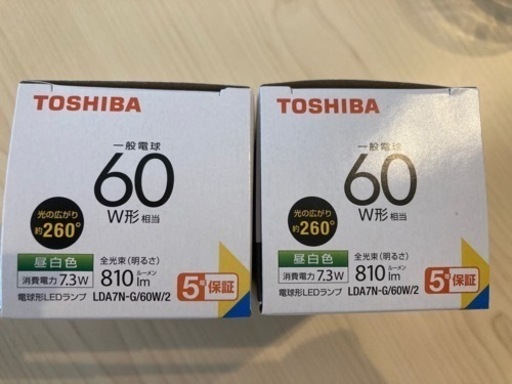 TOSHIBA
一般電球
60
W形相当
光の広がり
約260°
昼白色
消費電力7.3W
全光束(明るさ)
810 ルーメン lm
5年保証
電球形LEDランプ LDA7N-G/60W/2
TOSHIBA
一般電球
60
W形相当
光の広がり
約260°
昼白色
消費電力7.3W
全光束(明るさ)
810 ルーメン lm
5年保証
電球形LEDランプ LDA7N-G/60W/2